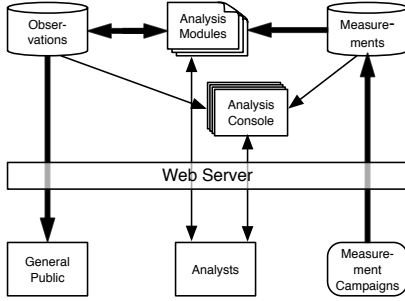 Obser-
vations
Analysis
Modules
Measure-
ments
Analysis
Console
Web Server
General
Public
Analysts
Measure-
ment
Campaigns